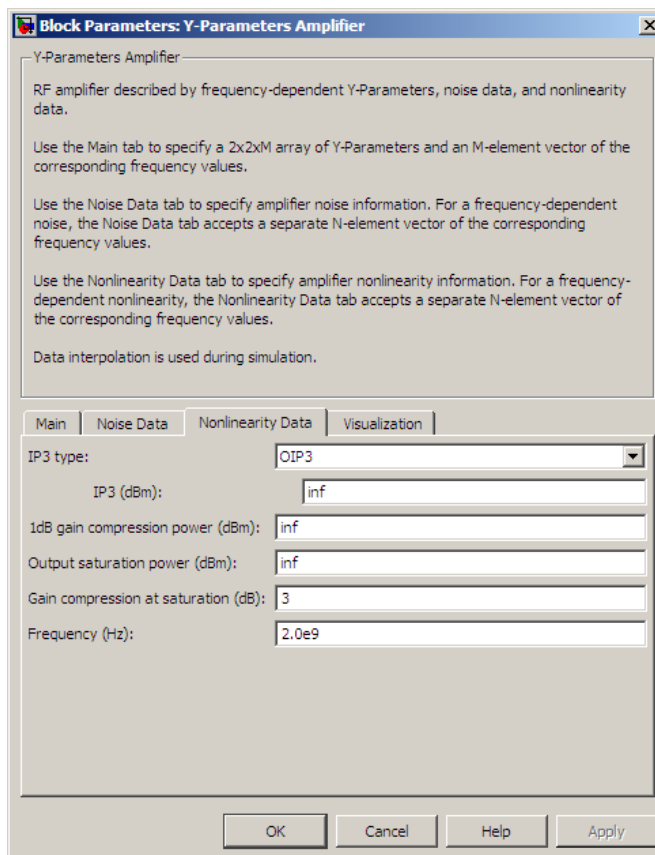 Block Parameters: Y-Parameters Amplifier
Y-Parameters Amplifier
RF amplifier described by frequency-dependent Y-Parameters, noise data, and nonlinearity
data.
Use the Main tab to specify a 2x2xM array of Y-Parameters and an M-element vector of the
corresponding frequency values.
Use the Noise Data tab to specify amplifier noise information. For a frequency-dependent
noise, the Noise Data tab accepts a separate N-element vector of the corresponding
frequency values.
Use the Nonlinearity Data tab to specify amplifier nonlinearity information. For a frequency-
dependent nonlinearity, the Nonlinearity Data tab accepts a separate N-element vector of
the corresponding frequency values.
Data interpolation is used during simulation.
Main Noise Data Nonlinearity Data Visualization
IP3 type: OIP3
IP3 (dBm): inf
1dB gain compression power (dBm): inf
Output saturation power (dBm): inf
Gain compression at saturation (dB): 3
Frequency (Hz): 2.0e9
OK Cancel Help Apply